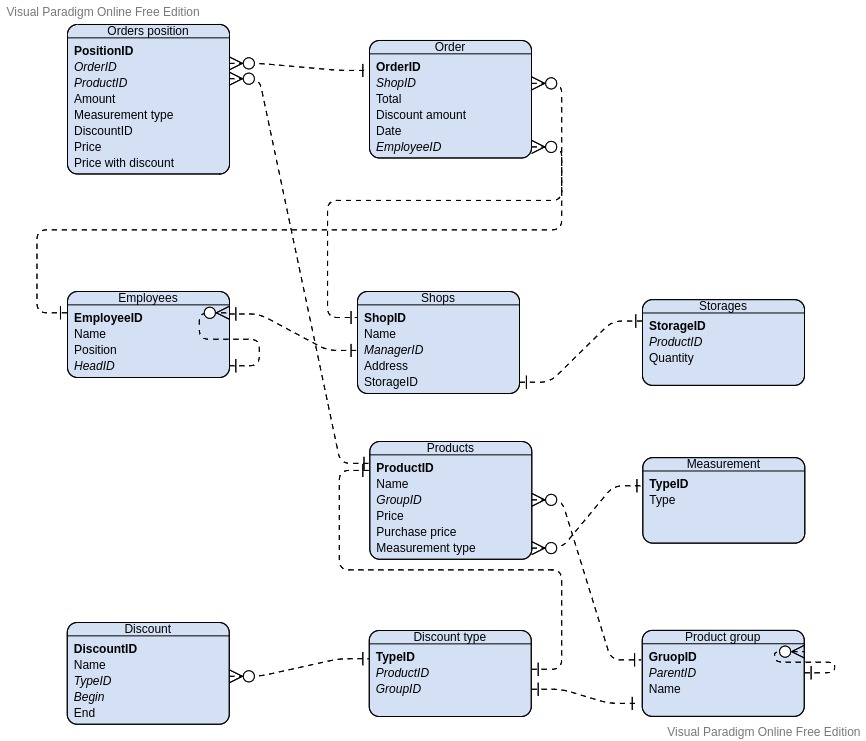 Visual Paradigm Online Free Edition
Orders position
PositionID
OrderID
ProductID
Amount
Measurement type
DiscountID
Price
Price with discount
Order
OrderID
ShopID
Total
Discount amount
Date
EmployeeID
Employees
EmployeeID
Name
Position
HeadID
Shops
ShopID
Name
ManagerID
Address
StorageID
Storages
StorageID
ProductID
Quantity
Products
ProductID
Name
GroupID
Price
Purchase price
Measurement type
Measurement
TypeID
Type
Discount
DiscountID
Name
TypeID
Begin
End
Discount type
TypeID
ProductID
GroupID
Product group
GruopID
ParentID
Name
Visual Paradigm Online Free Edition